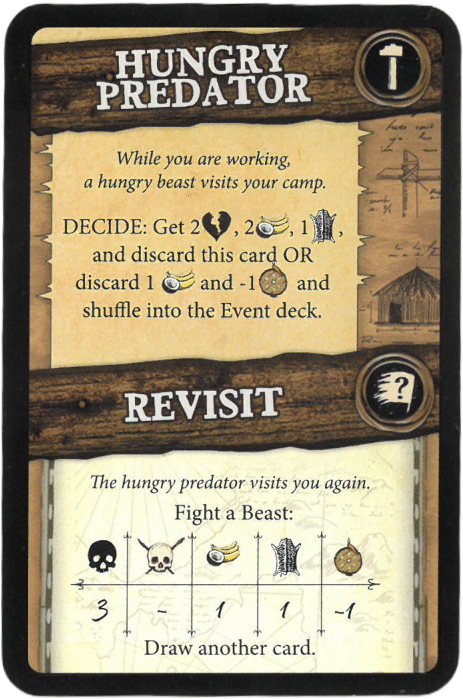 HUNGRY
PREDATOR
While you are working,
a hungry beast visits your camp.
DECIDE: Get 2 , 2 , 1 ,
and discard this card OR
discard 1 and -1 and
shuffle into the Event deck.
REVISIT
?
The hungry predator visits you again.
Fight a Beast:
3 - 1 1 -1
Draw another card.